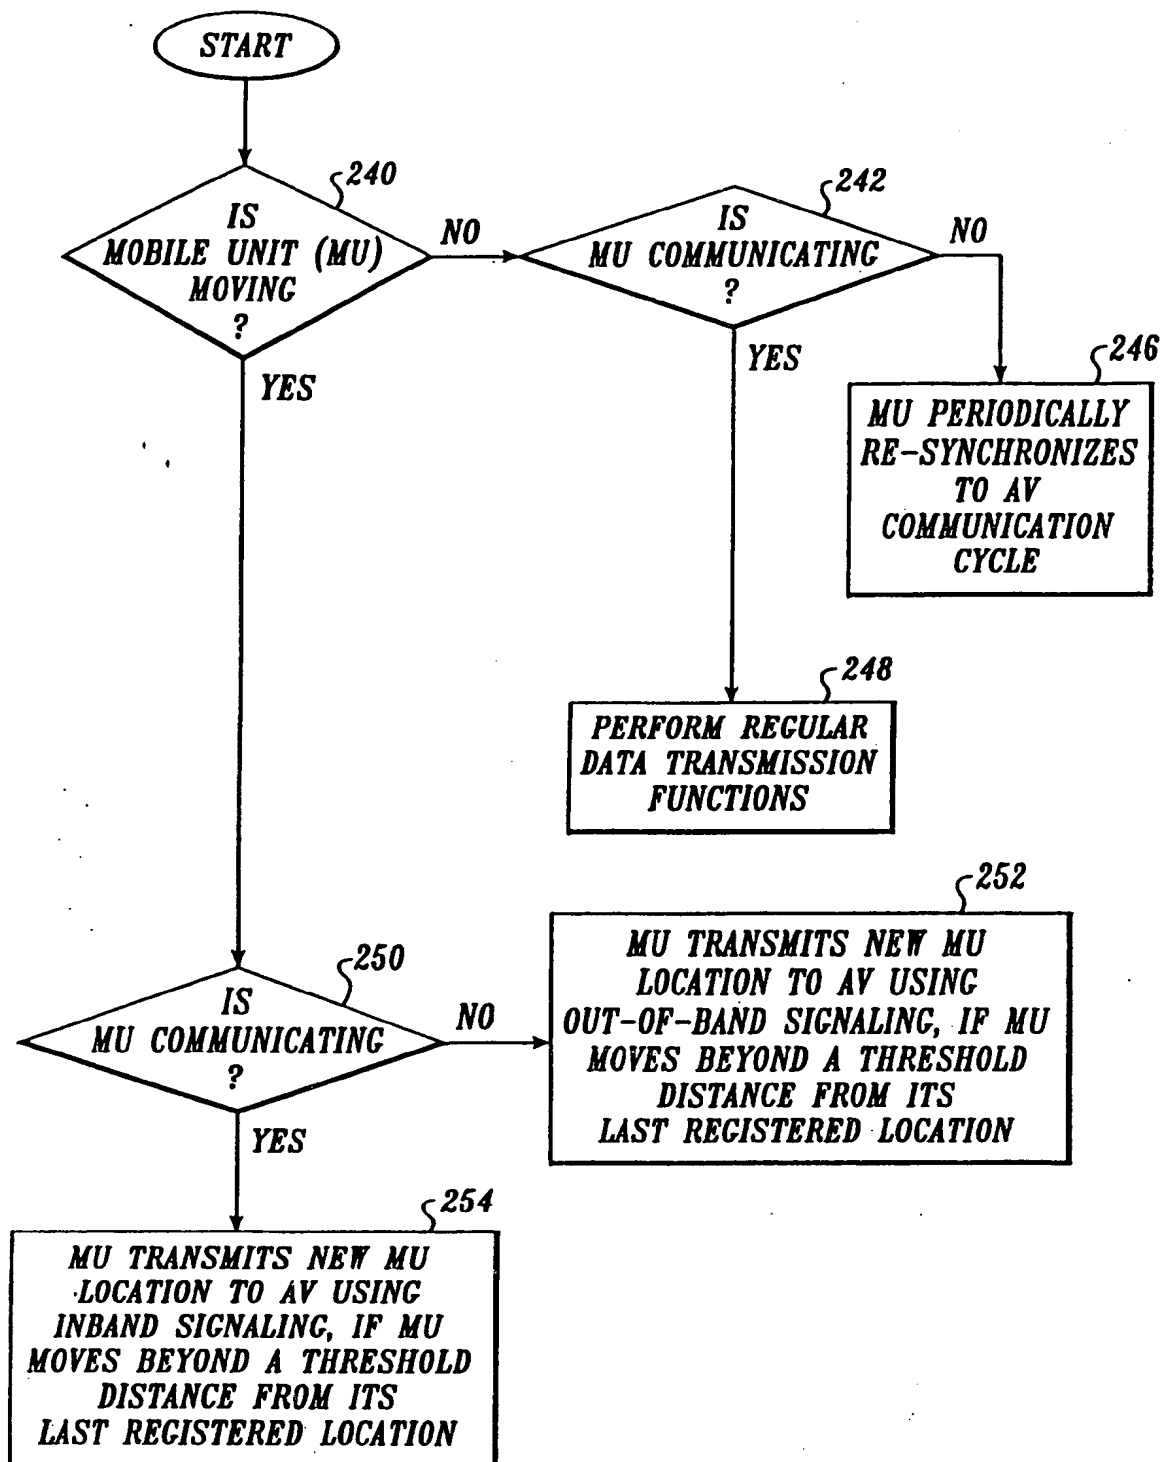 START
240
IS
MOBILE UNIT (MU)
MOVING
?
NO
YES
242
IS
MU COMMUNICATING
?
NO
YES
246
MU PERIODICALLY
RE-SYNCHRONIZES
TO AV
COMMUNICATION
CYCLE
248
PERFORM REGULAR
DATA TRANSMISSION
FUNCTIONS
250
IS
MU COMMUNICATING
?
NO
YES
252
MU TRANSMITS NEW MU
LOCATION TO AV USING
OUT-OF-BAND SIGNALING, IF MU
MOVES BEYOND A THRESHOLD
DISTANCE FROM ITS
LAST REGISTERED LOCATION
254
MU TRANSMITS NEW MU
LOCATION TO AV USING
INBAND SIGNALING, IF MU
MOVES BEYOND A THRESHOLD
DISTANCE FROM ITS
LAST REGISTERED LOCATION